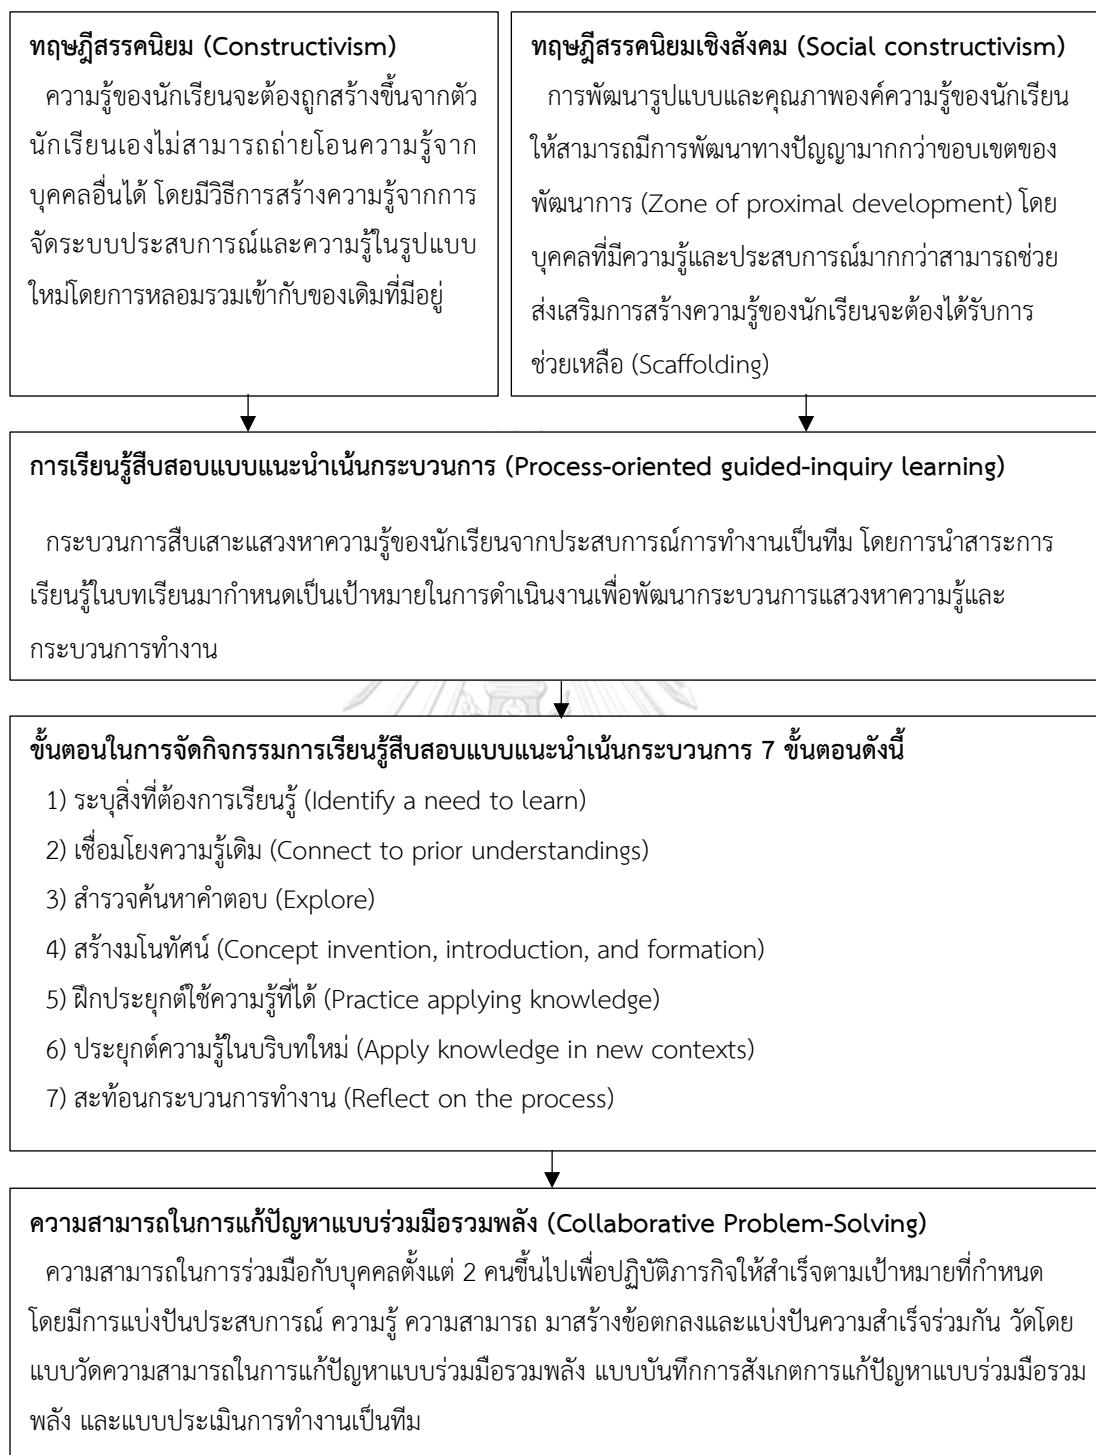 ทฤษฎีสรรคนิยม (Constructivism)
ความรู้ของนักเรียนจะต้องถูกสร้างขึ้นจากตัว
นักเรียนเองไม่สามารถถ่ายโอนความรู้จาก
บุคคลอื่นได้ โดยมีวิธีการสร้างความรู้จากการ
จัดระบบประสบการณ์และความรู้ในรูปแบบ
ใหม่โดยการหลอมรวมเข้ากับของเดิมที่มีอยู่
ทฤษฎีสรรคนิยมเชิงสังคม (Social constructivism)
การพัฒนารูปแบบและคุณภาพองค์ความรู้ของนักเรียน
ให้สามารถมีการพัฒนาทางปัญญามากกว่าขอบเขตของ
พัฒนาการ (Zone of proximal development) โดย
บุคคลที่มีความรู้และประสบการณ์มากกว่าสามารถช่วย
ส่งเสริมการสร้างความรู้ของนักเรียนจะต้องได้รับการ
ช่วยเหลือ (Scaffolding)
การเรียนรู้สืบสอบแบบแนะนำเน้นกระบวนการ (Process-oriented guided-inquiry learning)
กระบวนการสืบเสาะแสวงหาความรู้ของนักเรียนจากประสบการณ์การทำงานเป็นทีม โดยการนำสาระการ
เรียนรู้ในบทเรียนมากำหนดเป็นเป้าหมายในการดำเนินงานเพื่อพัฒนากระบวนการแสวงหาความรู้และ
กระบวนการทำงาน
ขั้นตอนในการจัดกิจกรรมการเรียนรู้สืบสอบแบบแนะนำเน้นกระบวนการ 7 ขั้นตอนดังนี้
1) ระบุสิ่งที่ต้องการเรียนรู้ (Identify a need to learn)
2) เชื่อมโยงความรู้เดิม (Connect to prior understandings)
3) สำรวจค้นหาคำตอบ (Explore)
4) สร้างมโนทัศน์ (Concept invention, introduction, and formation)
5) ฝึกประยุกต์ใช้ความรู้ที่ได้ (Practice applying knowledge)
6) ประยุกต์ความรู้ในบริบทใหม่ (Apply knowledge in new contexts)
7) สะท้อนกระบวนการทำงาน (Reflect on the process)
ความสามารถในการแก้ปัญหาแบบร่วมมือรวมพลัง (Collaborative Problem-Solving)
ความสามารถในการร่วมมือกับบุคคลตั้งแต่ 2 คนขึ้นไปเพื่อปฏิบัติภารกิจให้สำเร็จตามเป้าหมายที่กำหนด
โดยมีการแบ่งปันประสบการณ์ ความรู้ ความสามารถ มาสร้างข้อตกลงและแบ่งปันความสำเร็จร่วมกัน วัดโดย
แบบวัดความสามารถในการแก้ปัญหาแบบร่วมมือรวมพลัง แบบบันทึกการสังเกตการแก้ปัญหาแบบร่วมมือรวม
พลัง และแบบประเมินการทำงานเป็นทีม